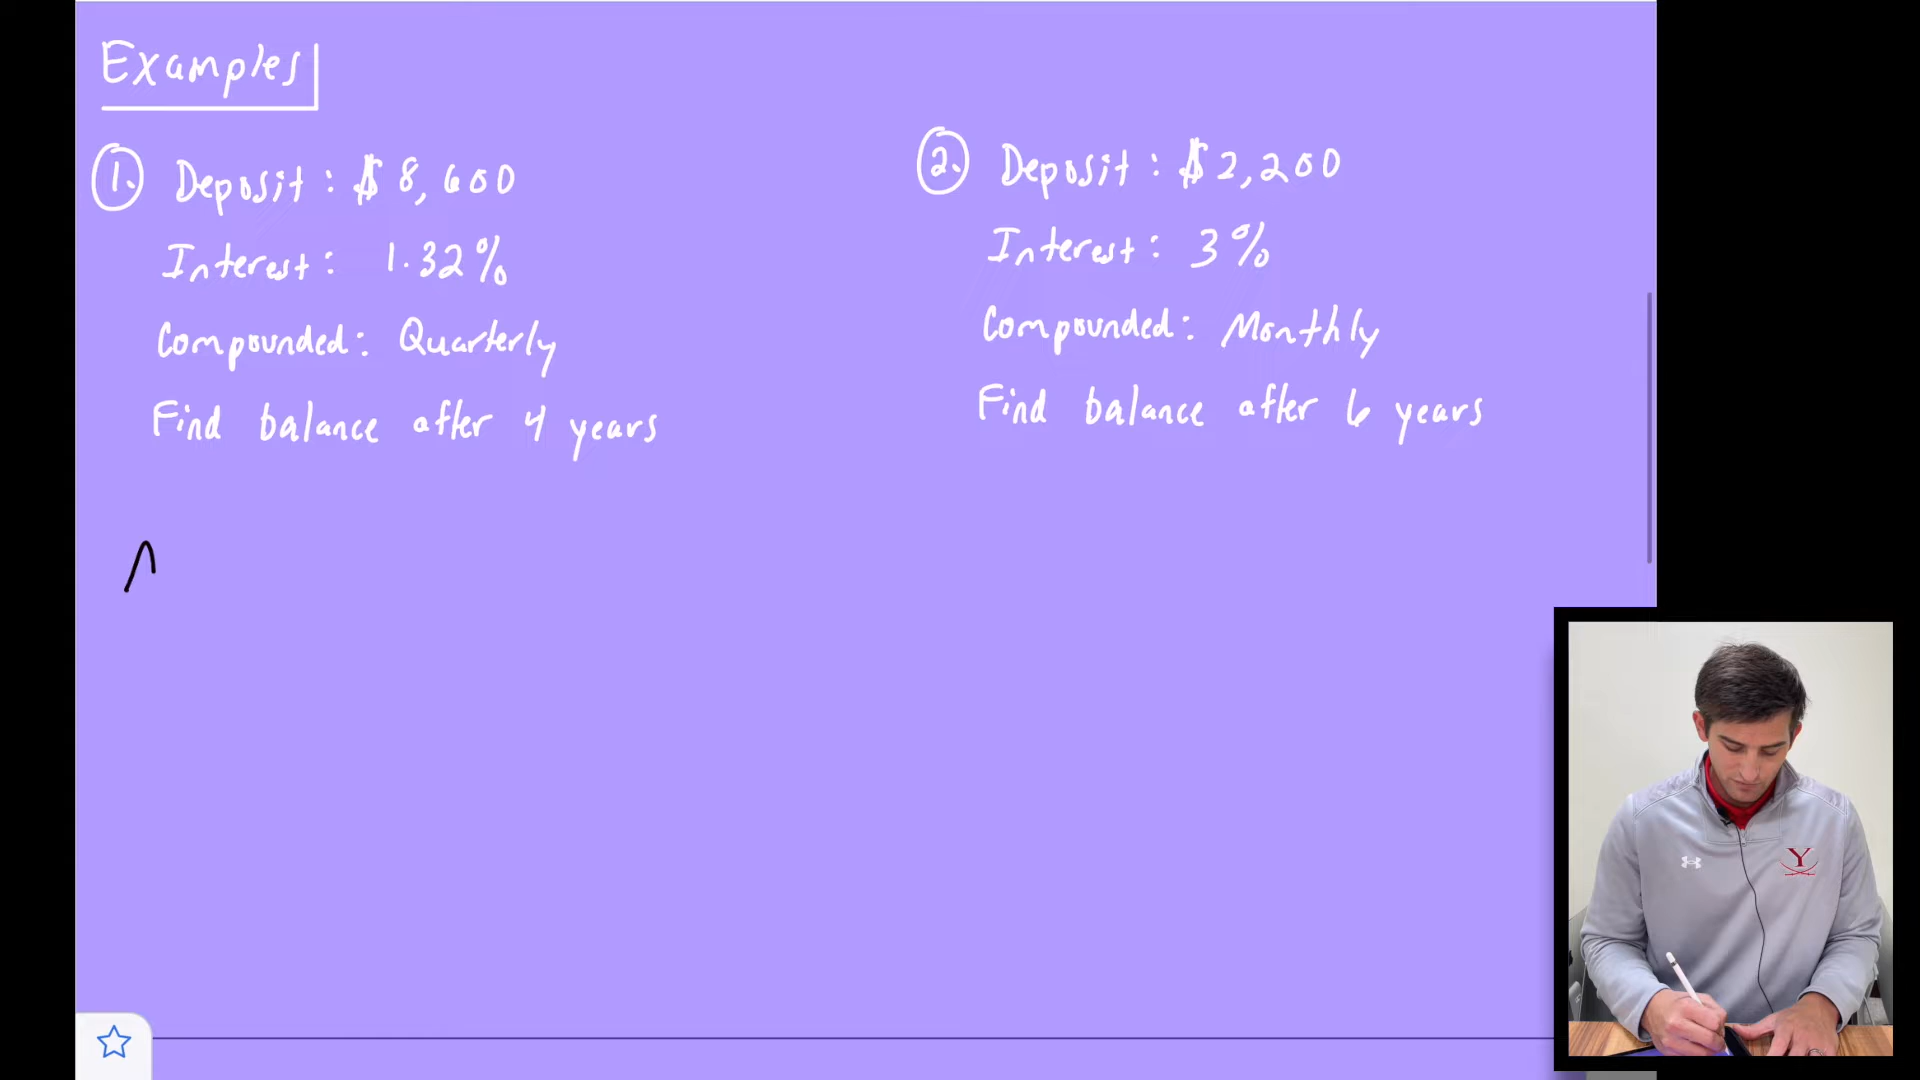 Examples
1. Deposit: $8,600
Interest: 1.32%
Compounded: Quarterly
Find balance after 4 years
2. Deposit: $2,200
Interest: 3%
Compounded: Monthly
Find balance after 6 years
Y